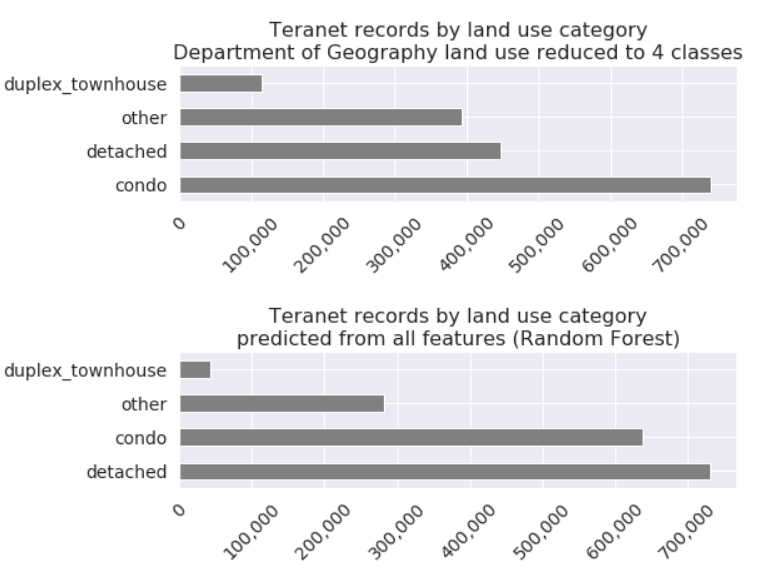 Teranet records by land use category
Department of Geography land use reduced to 4 classes
duplex_townhouse
other
detached
condo
0
100,000
200,000
300,000
400,000
500,000
600,000
700,000
Teranet records by land use category
predicted from all features (Random Forest)
duplex_townhouse
other
condo
detached
0
100,000
200,000
300,000
400,000
500,000
600,000
700,000